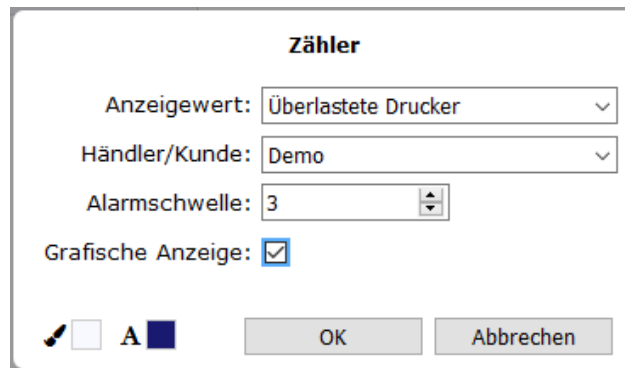 Zähler
Anzeigewert: Überlastete Drucker
Händler/Kunde: Demo
Alarmschwelle: 3
Grafische Anzeige:
A OK Abbrechen